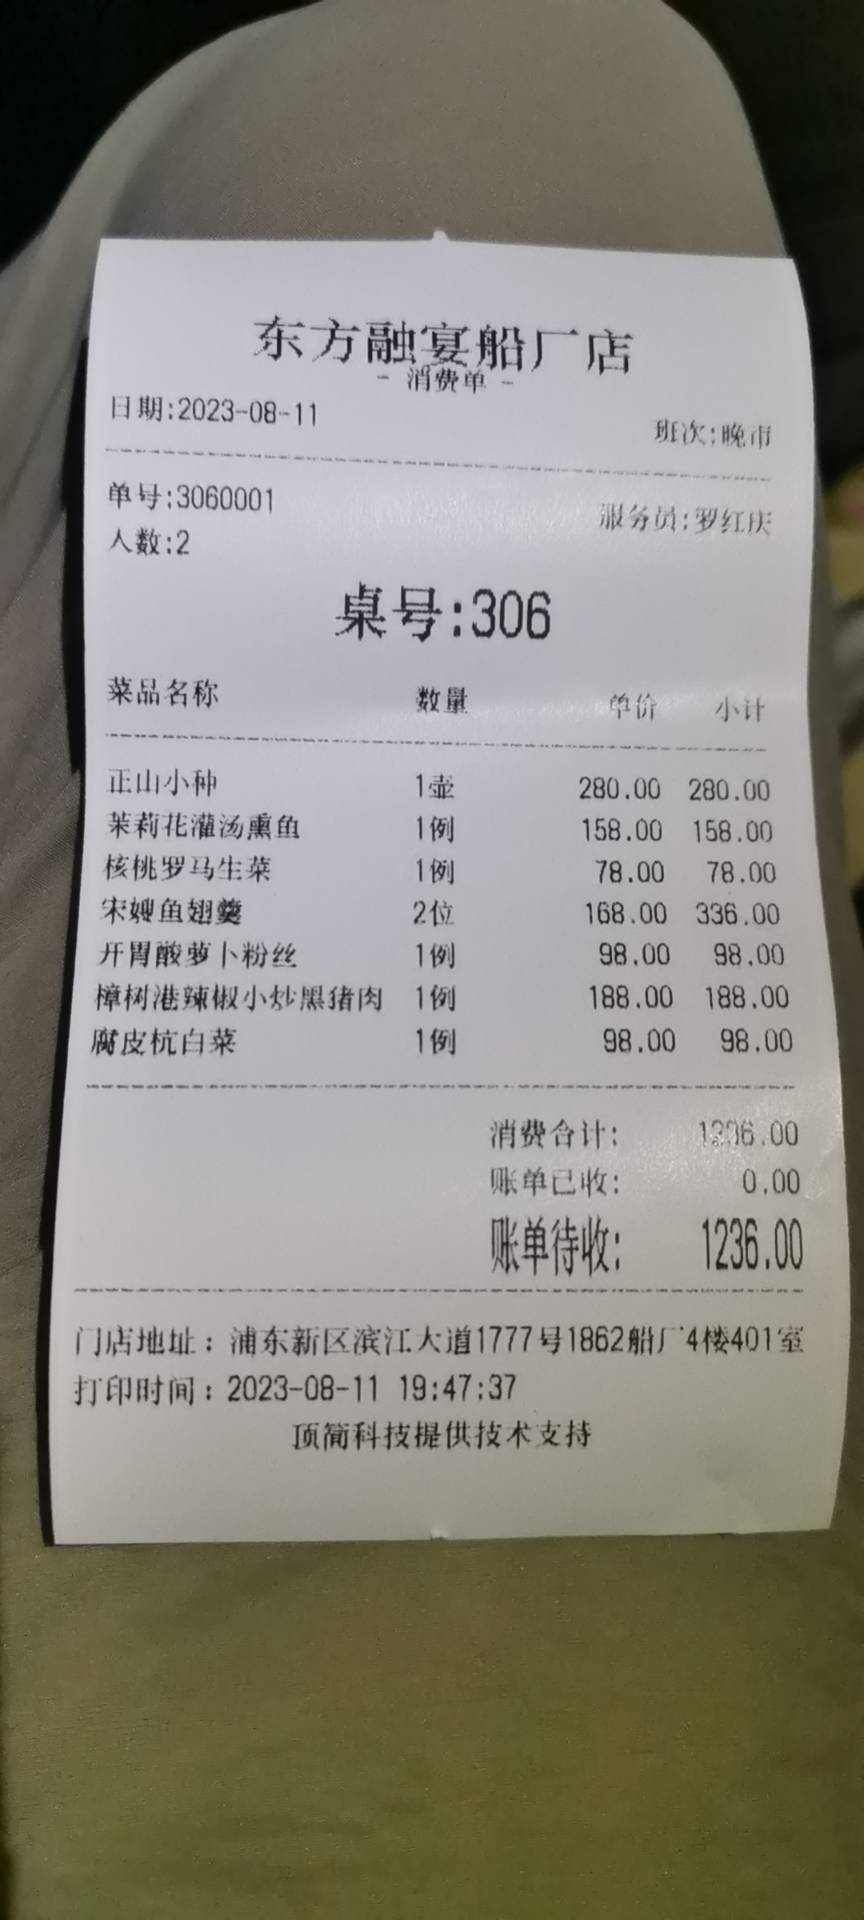 东方融宴船厂店
- 消费单 -
日期:2023-08-11 班次:晚市
单号:3060001 服务员:罗红庆
人数:2
桌号:306
菜品名称 数量 单价 小计
正山小种 1壶 280.00 280.00
茉莉花灌汤熏鱼 1例 158.00 158.00
核桃罗马生菜 1例 78.00 78.00
宋嫂鱼翅羹 2位 168.00 336.00
开胃酸萝卜粉丝 1例 98.00 98.00
樟树港辣椒小炒黑猪肉 1例 188.00 188.00
腐皮杭白菜 1例 98.00 98.00
消费合计: 1236.00
账单已收: 0.00
账单待收: 1236.00
门店地址：浦东新区滨江大道1777号1862船厂4楼401室
打印时间：2023-08-11 19:47:37
顶简科技提供技术支持